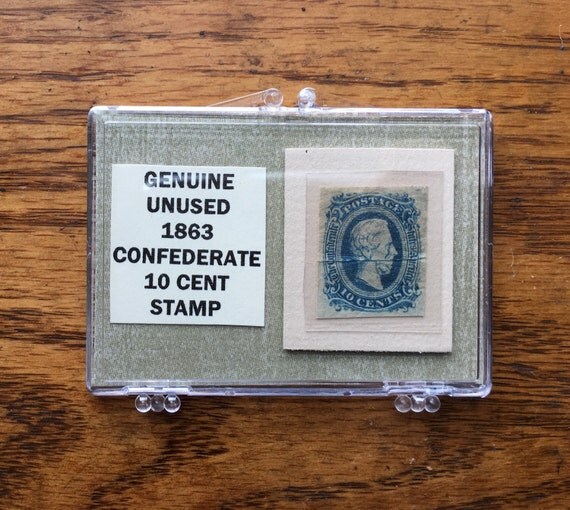 GENUINE
UNUSED
1863
CONFEDERATE
10 CENT
STAMP
POSTAGE
10 CENTS